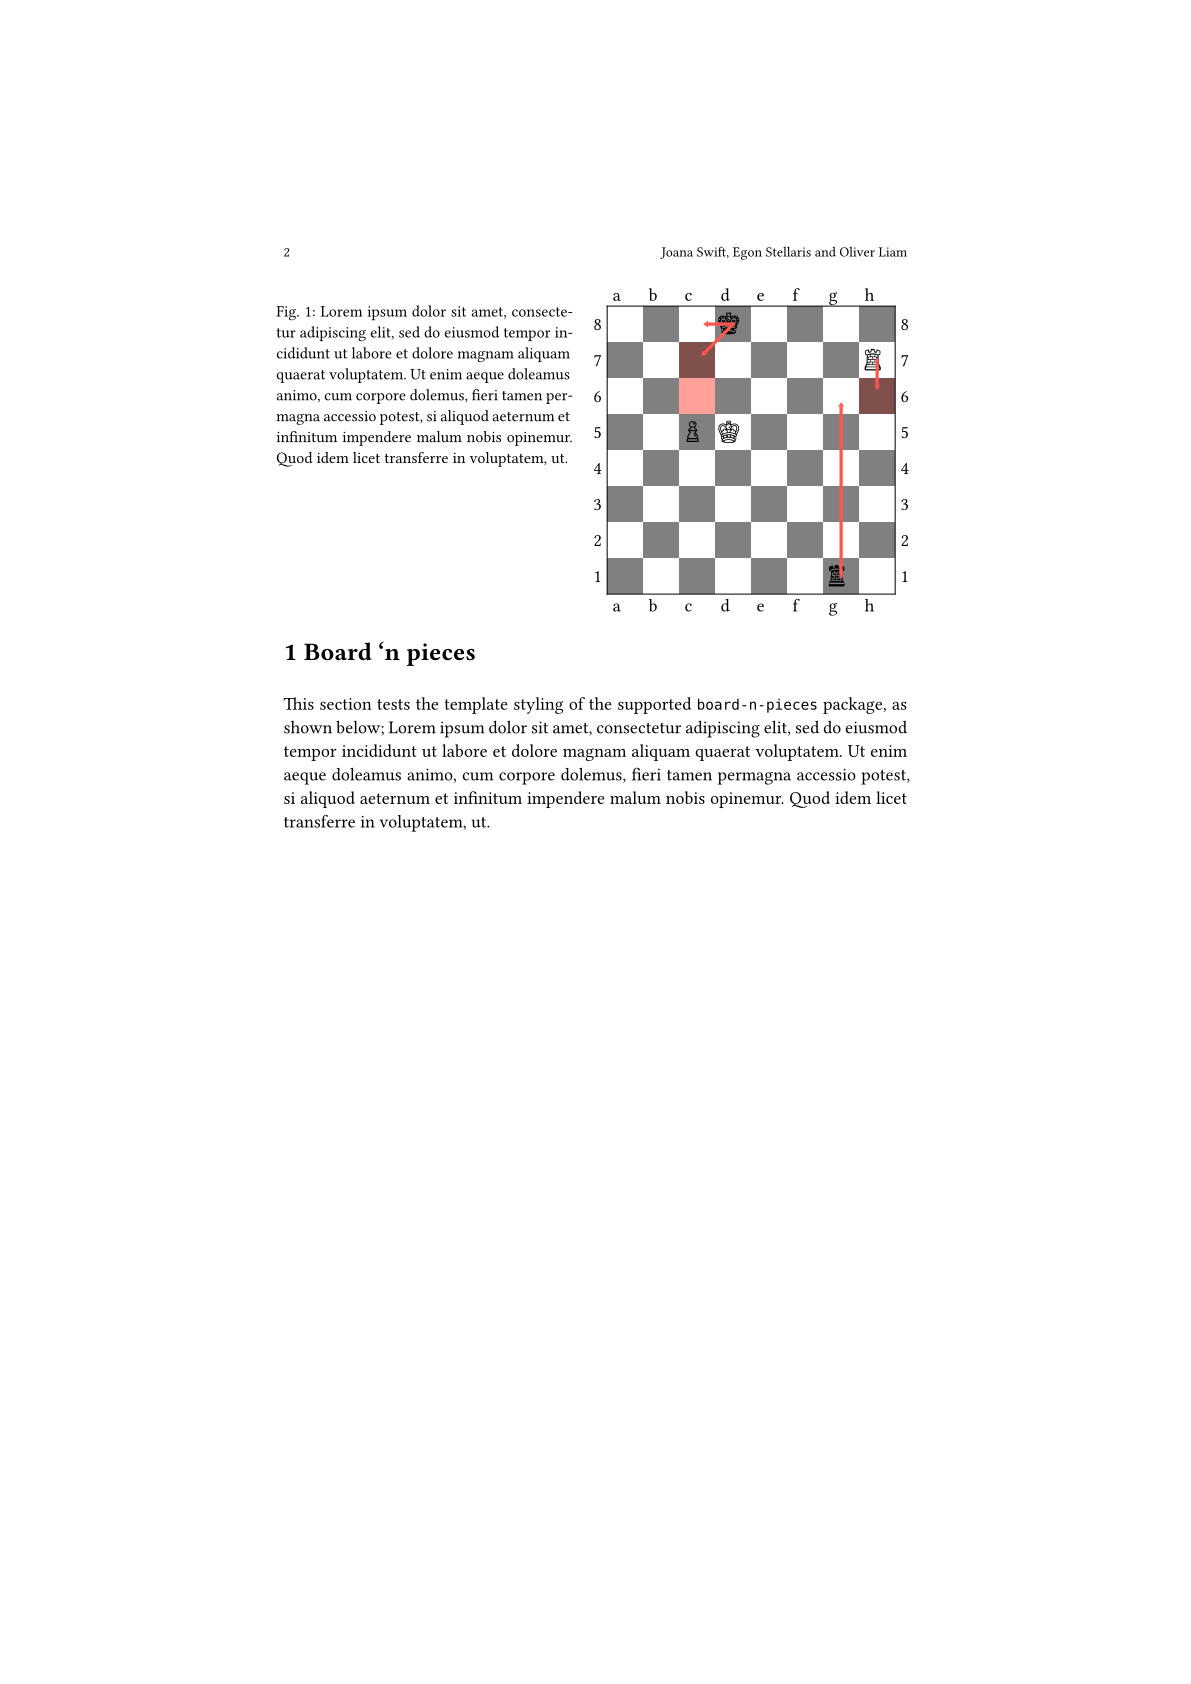 2
Joana Swift, Egon Stellaris and Oliver Liam
Fig. 1: Lorem ipsum dolor sit amet, consecte-
tur adipiscing elit, sed do eiusmod tempor in-
cididunt ut labore et dolore magnam aliquam
quaerat voluptatem. Ut enim aeque doleamus
animo, cum corpore dolemus, fieri tamen per-
magna accessio potest, si aliquod aeternum et
infinitum impendere malum nobis opinemur.
Quod idem licet transferre in voluptatem, ut.
a b c d e f g h
8 8
7 7
6 6
5 5
4 4
3 3
2 2
1 1
a b c d e f g h
1 Board ‘n pieces
This section tests the template styling of the supported board-n-pieces package, as
shown below; Lorem ipsum dolor sit amet, consectetur adipiscing elit, sed do eiusmod
tempor incididunt ut labore et dolore magnam aliquam quaerat voluptatem. Ut enim
aeque doleamus animo, cum corpore dolemus, fieri tamen permagna accessio potest,
si aliquod aeternum et infinitum impendere malum nobis opinemur. Quod idem licet
transferre in voluptatem, ut.